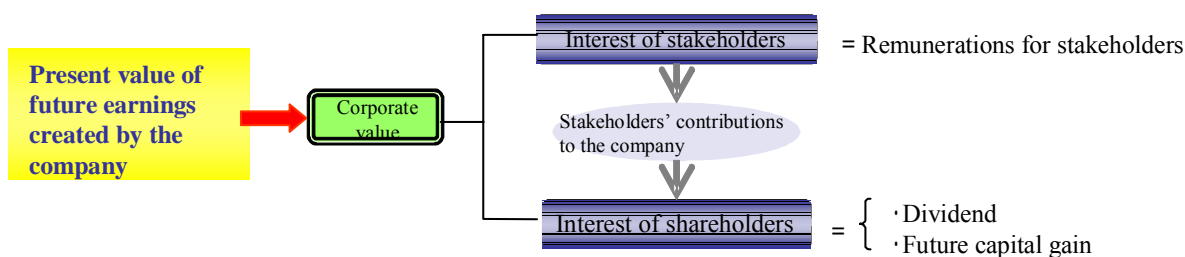 Present value of
future earnings
created by the
company
Corporate
value
Interest of stakeholders
= Remunerations for stakeholders
Stakeholders’ contributions
to the company
Interest of shareholders
=
·Dividend
·Future capital gain